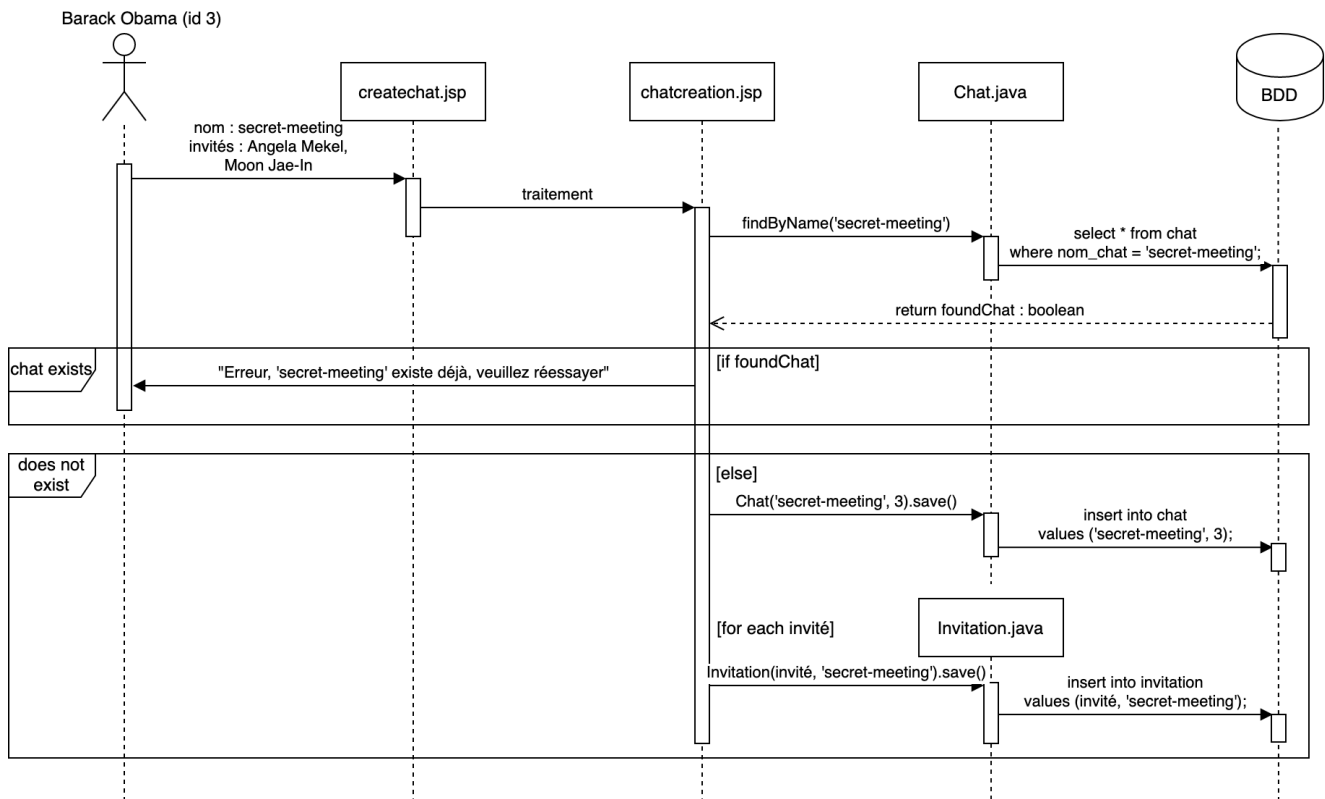 Barack Obama (id 3)
createchat.jsp
chatcreation.jsp
Chat.java
BDD
nom : secret-meeting
invités : Angela Mekel,
Moon Jae-In
traitement
findByName('secret-meeting')
select * from chat
where nom_chat = 'secret-meeting';
return foundChat : boolean
chat exists
[if foundChat]
"Erreur, 'secret-meeting' existe déjà, veuillez réessayer"
does not
exist
[else]
Chat('secret-meeting', 3).save()
insert into chat
values ('secret-meeting', 3);
[for each invité]
Invitation.java
Invitation(invité, 'secret-meeting').save()
insert into invitation
values (invité, 'secret-meeting');